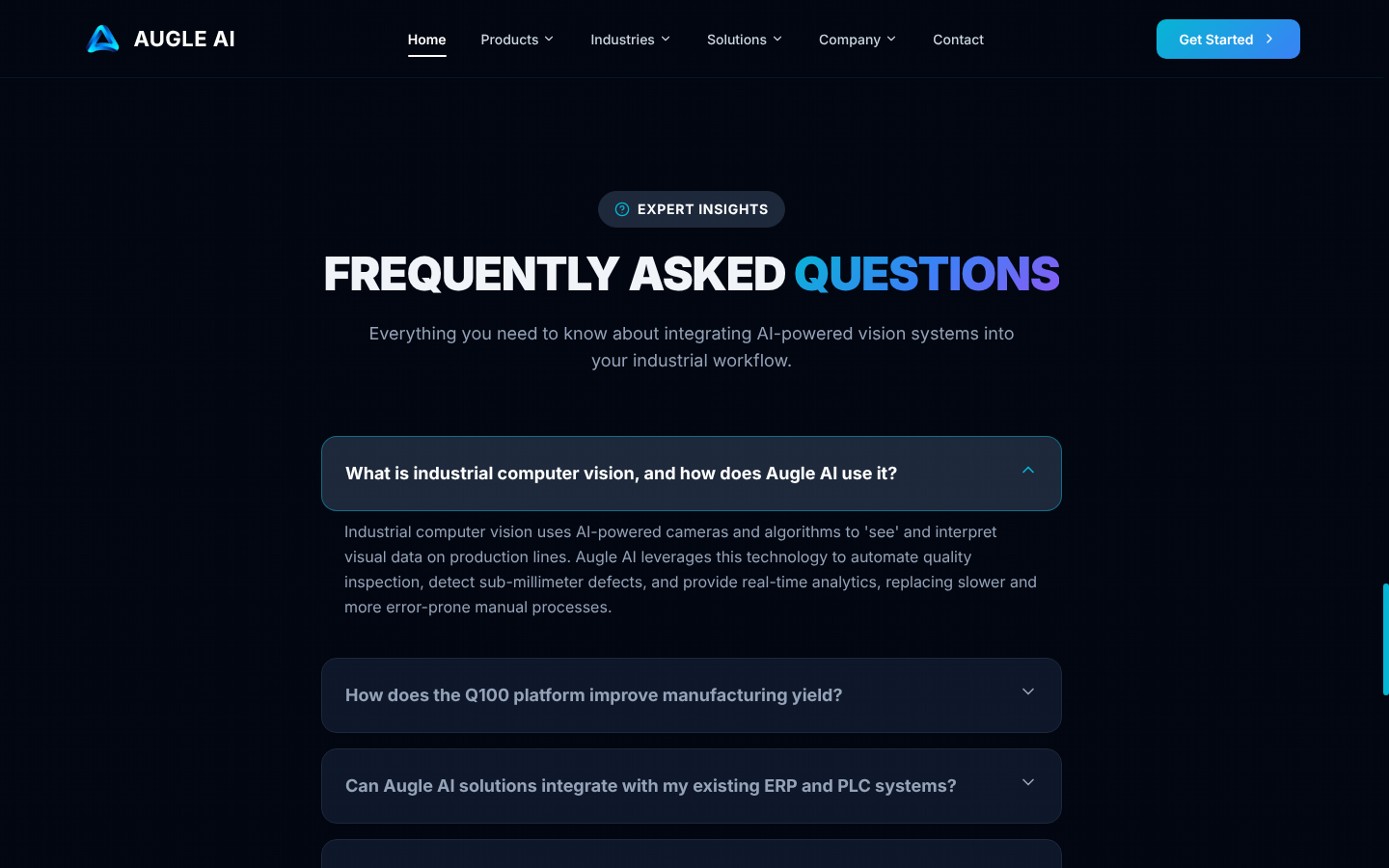 AUGLE AI
Home
Products
Industries
Solutions
Company
Contact
Get Started
EXPERT INSIGHTS
FREQUENTLY ASKED QUESTIONS
Everything you need to know about integrating AI-powered vision systems into
your industrial workflow.
What is industrial computer vision, and how does Augle AI use it?
Industrial computer vision uses AI-powered cameras and algorithms to 'see' and interpret
visual data on production lines. Augle AI leverages this technology to automate quality
inspection, detect sub-millimeter defects, and provide real-time analytics, replacing slower and
more error-prone manual processes.
How does the Q100 platform improve manufacturing yield?
Can Augle AI solutions integrate with my existing ERP and PLC systems?